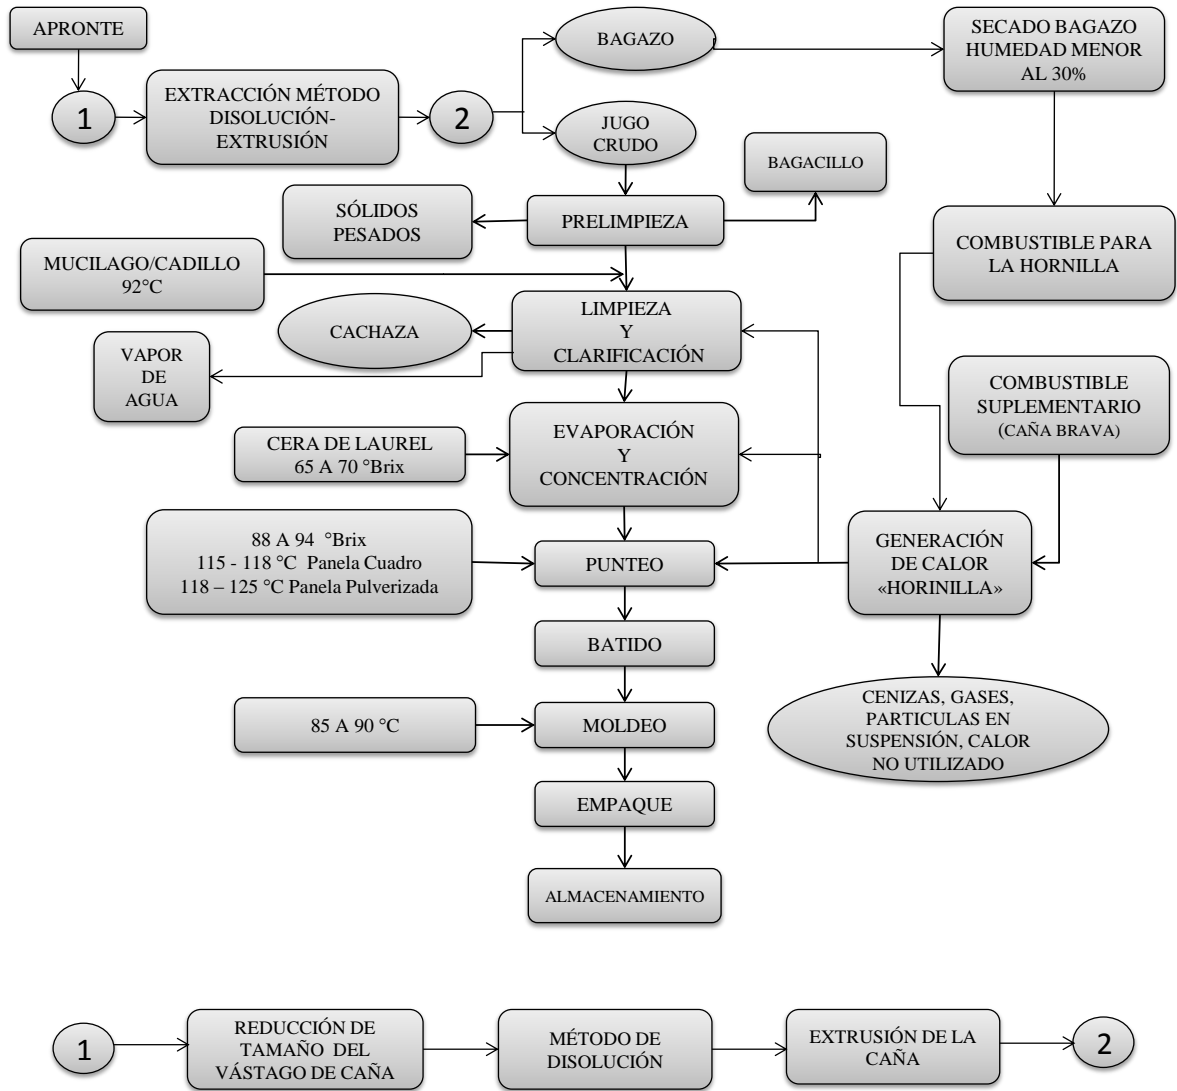 APRONTE
1
EXTRACCIÓN MÉTODO
DISOLUCIÓN-
EXTRUSIÓN
2
BAGAZO
JUGO
CRUDO
SECADO BAGAZO
HUMEDAD MENOR
AL 30%
BAGACILLO
SÓLIDOS
PESADOS
PRELIMPIEZA
COMBUSTIBLE PARA
LA HORNILLA
MUCILAGO/CADILLO
92°C
LIMPIEZA
Y
CLARIFICACIÓN
CACHAZA
VAPOR
DE
AGUA
COMBUSTIBLE
SUPLEMENTARIO
(CAÑA BRAVA)
CERA DE LAUREL
65 A 70 °Brix
EVAPORACIÓN
Y
CONCENTRACIÓN
88 A 94 °Brix
115 - 118 °C Panela Cuadro
118 – 125 °C Panela Pulverizada
PUNTEO
GENERACIÓN
DE CALOR
«HORINILLA»
BATIDO
85 A 90 °C
MOLDEO
CENIZAS, GASES,
PARTICULAS EN
SUSPENSIÓN, CALOR
NO UTILIZADO
EMPAQUE
ALMACENAMIENTO
1
REDUCCIÓN DE
TAMAÑO DEL
VÁSTAGO DE CAÑA
MÉTODO DE
DISOLUCIÓN
EXTRUSIÓN DE LA
CAÑA
2